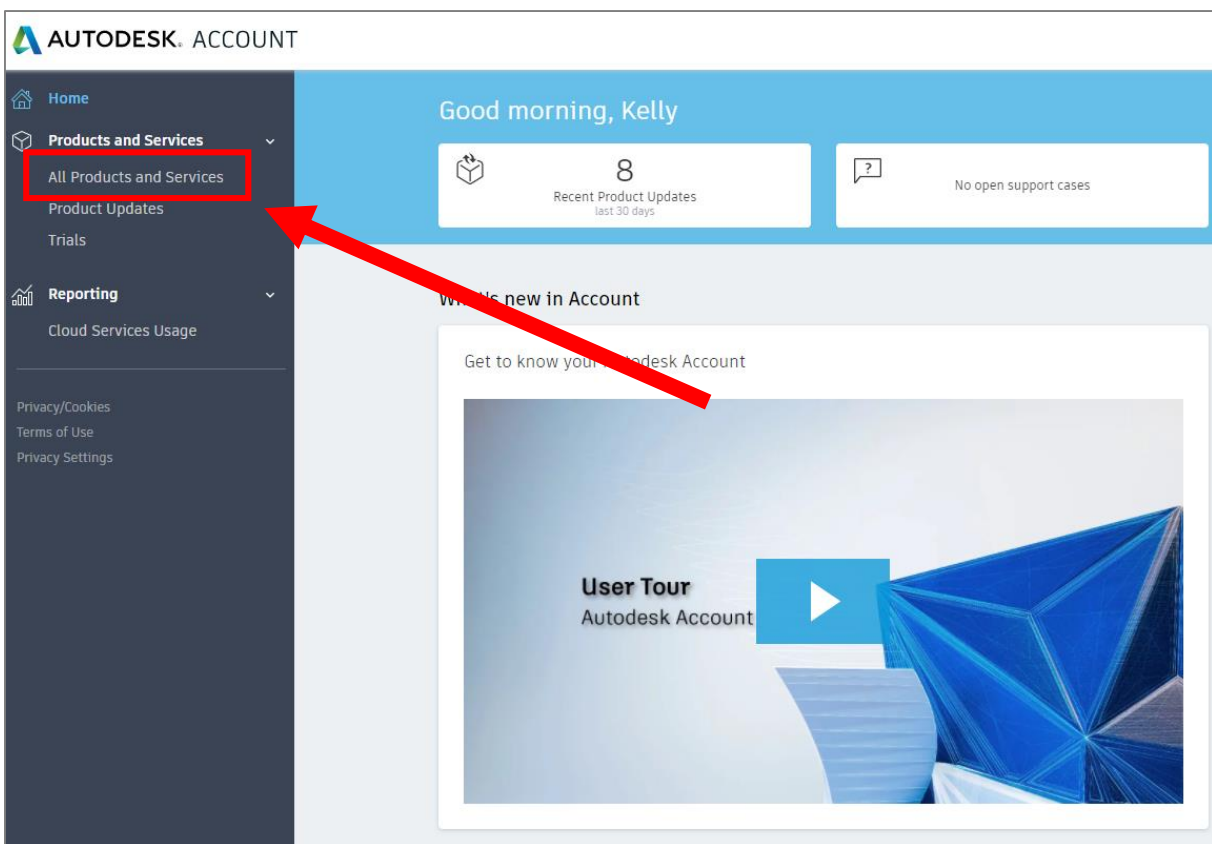 AUTODESK. ACCOUNT
Home
Products and Services
All Products and Services
Product Updates
Trials
Reporting
Cloud Services Usage
Privacy/Cookies
Terms of Use
Privacy Settings
Good morning, Kelly
8
Recent Product Updates
last 30 days
?
No open support cases
new in Account
Get to know your Autodesk Account
User Tour
Autodesk Account